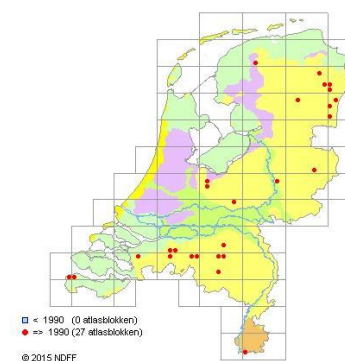 < 1990 (0 atlasblokken)
=> 1990 (27 atlasblokken)
© 2015 NDFF